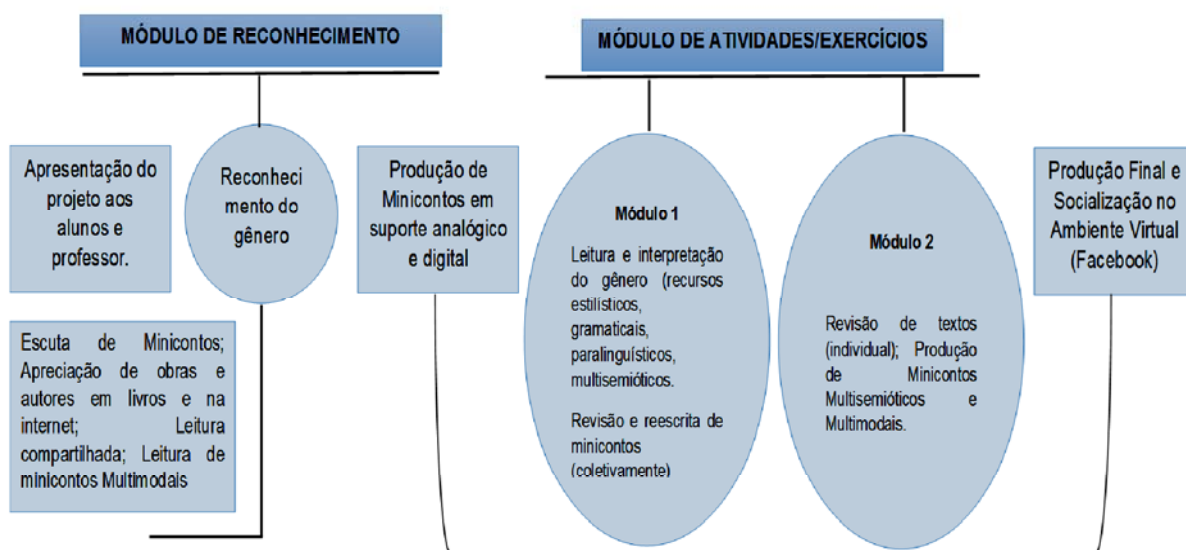 MÓDULO DE RECONHECIMENTO
Apresentação do
projeto aos
alunos e
professor.
Reconheci
mento do
gênero
Produção de
Minicontos em
suporte analógico
e digital
Escuta de Minicontos;
Apreciação de obras e
autores em livros e na
internet; Leitura
compartilhada; Leitura de
minicontos Multimodais
MÓDULO DE ATIVIDADES/EXERCÍCIOS
Módulo 1
Leitura e interpretação
do gênero (recursos
estilísticos,
gramaticais,
paralinguísticos,
multisemióticos.
Revisão e reescrita de
minicontos
(coletivamente)
Módulo 2
Revisão de textos
(individual); Produção
de Minicontos
Multisemióticos e
Multimodais.
Produção Final e
Socialização no
Ambiente Virtual
(Facebook)